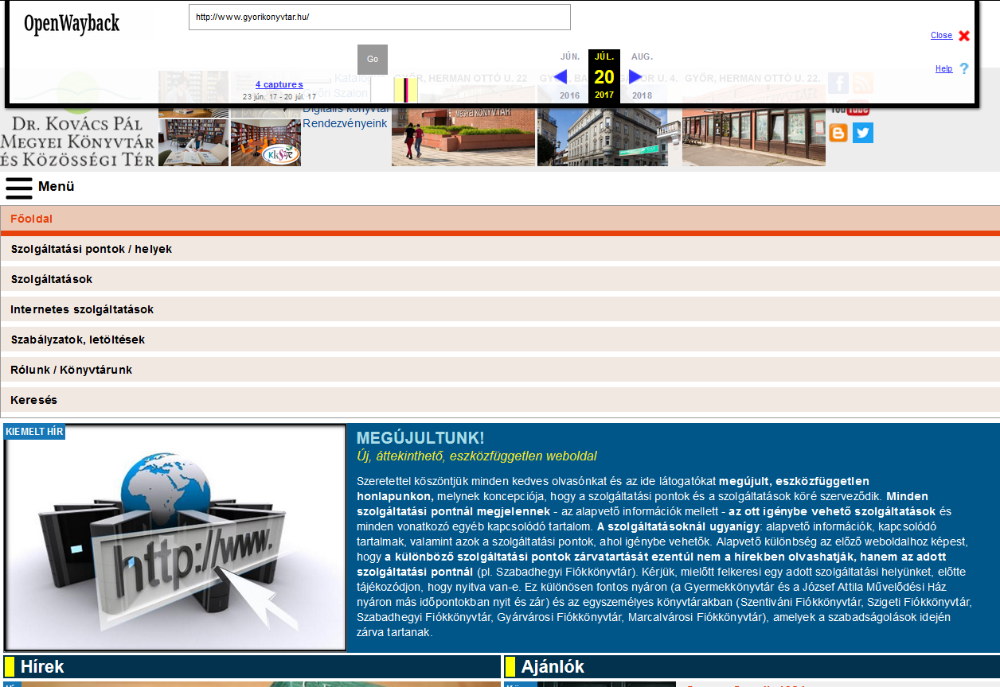 OpenWayback
http://www.gyorikonyvtar.hu/
Close
Go
JÚN. JÚL. AUG.
20
2016 2017 2018
Help
4 captures
23 jún. 17 - 20 júl. 17
GYŐR, HERMAN OTTÓ U. 22
U. 4.
GYŐR, HERMAN OTTÓ U. 22.
Győri Szalon
Digitális könyvtár
Rendezvényeink
DR. KOVÁCS PÁL
MEGYEI KÖNYVTÁR
ÉS KÖZÖSSÉGI TÉR
MEGYEI KÖNYVTÁR
Menü
Főoldal
Szolgáltatási pontok / helyek
Szolgáltatások
Internetes szolgáltatások
Szabályzatok, letöltések
Rólunk / Könyvtárunk
Keresés
KIEMELT HÍR
http://www.
MEGÚJULTUNK!
Új, áttekinthető, eszközfüggetlen weboldal
Szeretettel köszöntjük minden kedves olvasónkat és az ide látogatókat megújult, eszközfüggetlen
honlapunkon, melynek koncepciója, hogy a szolgáltatási pontok és a szolgáltatások köré szerveződik. Minden
szolgáltatási pontnál megjelennek - az alapvető információk mellett - az ott igénybe vehető szolgáltatások és
minden vonatkozó egyéb kapcsolódó tartalom. A szolgáltatásoknál ugyanígy: alapvető információk, kapcsolódó
tartalmak, valamint azok a szolgáltatási pontok, ahol igénybe vehetők. Alapvető különbség az előző weboldalhoz képest,
hogy a különböző szolgáltatási pontok zárvatartását ezentúl nem a hírekben olvashatják, hanem az adott
szolgáltatási pontnál (pl. Szabadhegyi Fiókkönyvtár). Kérjük, mielőtt felkeresi egy adott szolgáltatási helyünket, előtte
tájékozódjon, hogy nyitva van-e. Ez különösen fontos nyáron (a Gyermekkönyvtár és a József Attila Művelődési Ház
nyáron más időpontokban nyit és zár) és az egyszemélyes könyvtárakban (Szentiváni Fiókkönyvtár, Szigeti Fiókkönyvtár,
Szabadhegyi Fiókkönyvtár, Gyárvárosi Fiókkönyvtár, Marcalvárosi Fiókkönyvtár), amelyek a szabadságolások idején
zárva tartanak.
Hírek
Ajánlók